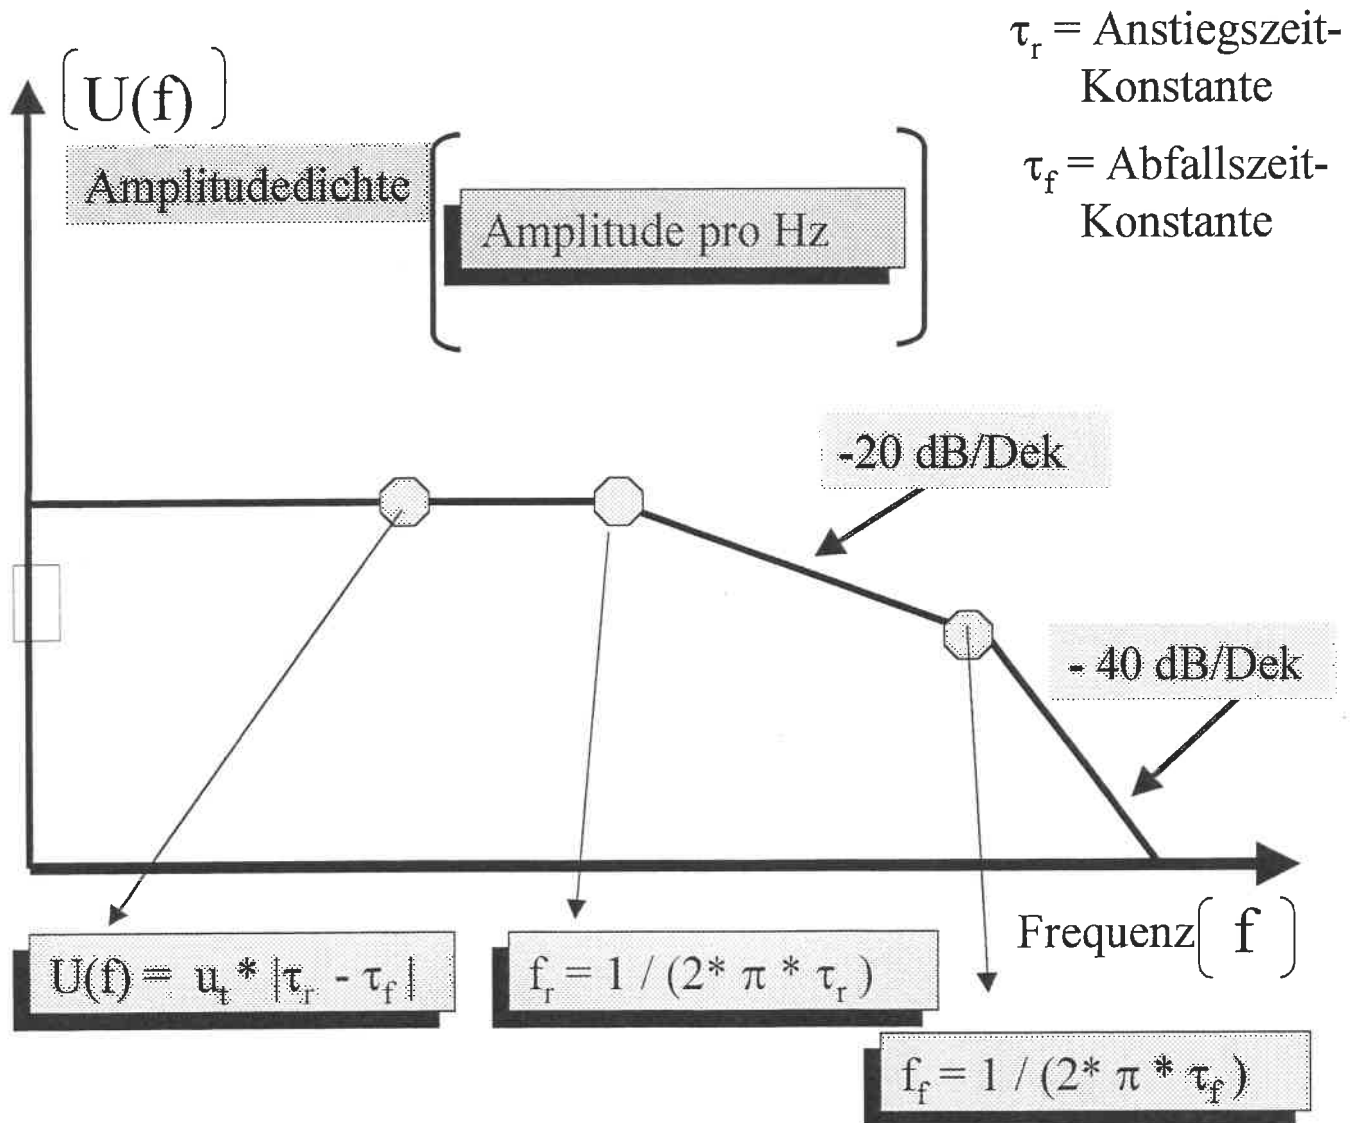 τr = Anstiegszeit-
Konstante
τf = Abfallszeit-
Konstante
[U(f)]
Amplitudedichte
[Amplitude pro Hz]
-20 dB/Dek
- 40 dB/Dek
Frequenz [f]
U(f) = ut * |τr - τf|
fr = 1 / (2* π * τr )
ff = 1 / (2* π * τf )